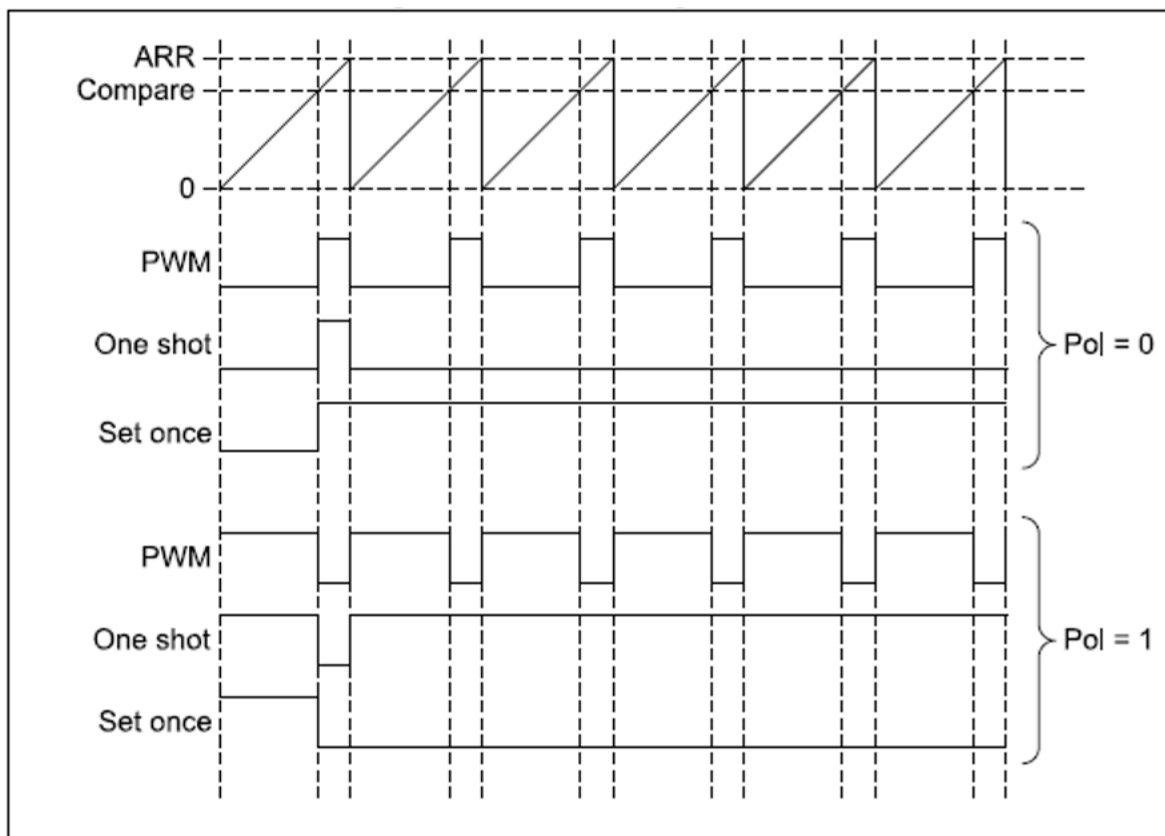 ARR
Compare
0
PWM
One shot
Pol = 0
Set once
PWM
One shot
Pol = 1
Set once